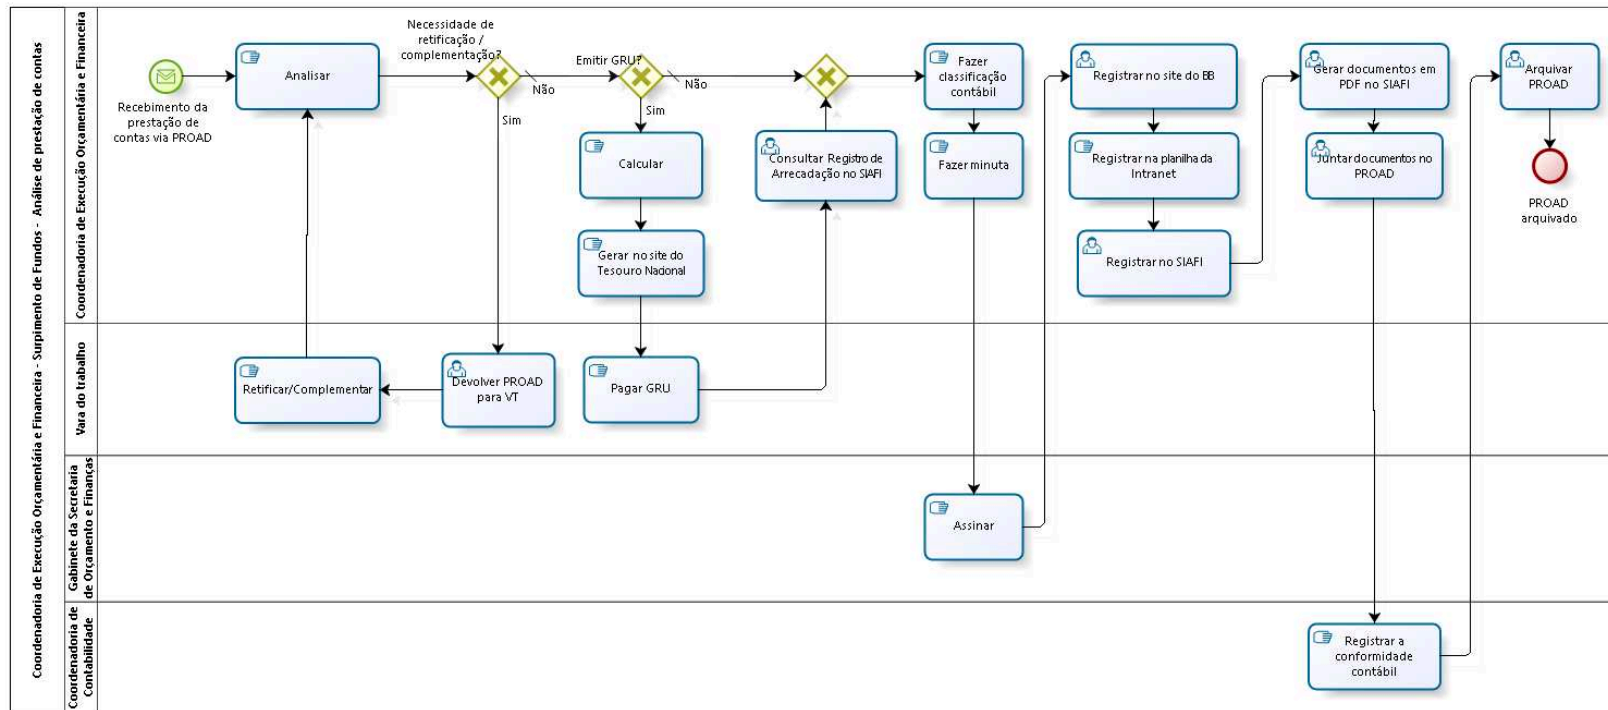 Coordenadoria de Execução Orçamentária e Financeira - Surpimento de Fundos - Análise de prestação de contas
Coordenadoria de Execução Orçamentária e Financeira
Recebimento da
prestação de
contas via PROAD
Analisar
Necessidade de
retificação /
complementação?
Não
Sim
Emitir GRU?
Não
Sim
Calcular
Gerar no site do
Tesouro Nacional
Consultar Registro de
Arrecadação no SIAFI
Fazer
classificação
contábil
Fazer minuta
Registrar no site do BB
Registrar na planilha da
Intranet
Registrar no SIAFI
Gerar documentos em
PDF no SIAFI
Juntar documentos no
PROAD
Arquivar
PROAD
PROAD
arquivado
Vara do trabalho
Retificar/Complementar
Devolver PROAD
para VT
Pagar GRU
Gabinete da Secretaria
de Orçamento e Finanças
Assinar
Coordenadoria de
Contabilidade
Registrar a
conformidade
contábil